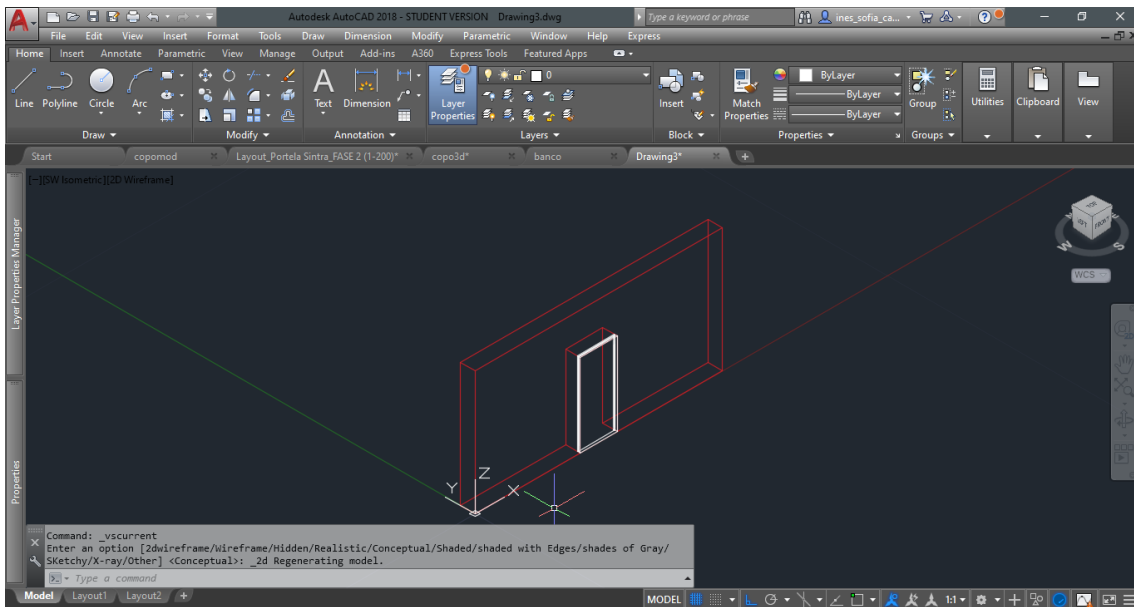 Autodesk AutoCAD 2018 - STUDENT VERSION Drawing3.dwg Type a keyword or phrase ines_sofia_ca...
File Edit View Insert Format Tools Draw Dimension Modify Parametric Window Help Express
Home Insert Annotate Parametric View Manage Output Add-ins A360 Express Tools Featured Apps
0 ByLayer
ByLayer
ByLayer
Line Polyline Circle Arc Text Dimension Layer Properties Insert Match Properties Group Utilities Clipboard View
Draw Modify Annotation Layers Block Properties Groups
Start copomod Layout_Portela Sintra_FASE 2 (1-200)* copo3d* banco Drawing3*
[−][SW Isometric][2D Wireframe]
TOP
LEFT FRONT
W S
WCS
Layer Properties Manager
Properties
Z
Y X
Command: _vscurrent
Enter an option [2dwireframe/Wireframe/Hidden/Realistic/Conceptual/Shaded/shaded with Edges/shades of Gray/
SKetchy/X-ray/Other] <Conceptual>: _2d Regenerating model.
Type a command
Model Layout1 Layout2 + MODEL 1:1